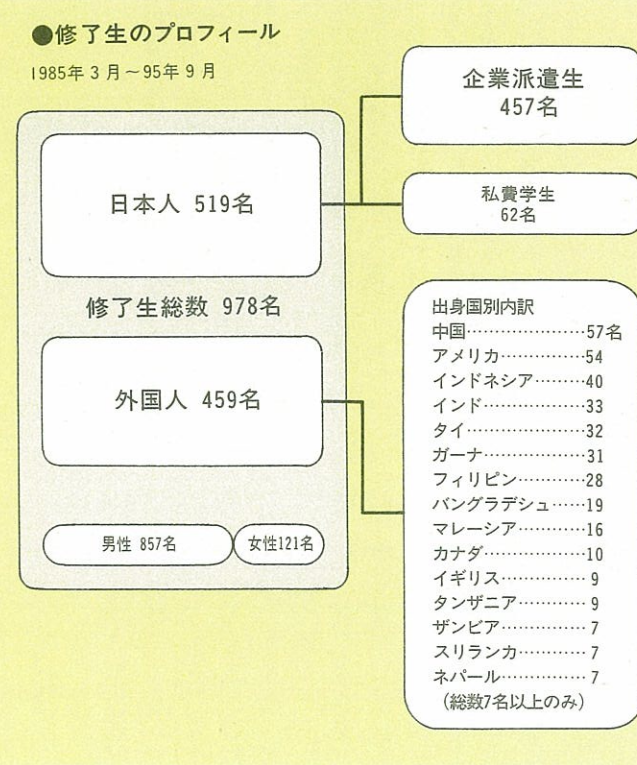 ●修了生のプロフィール
1985年3月~95年9月
企業派遣生
457名
日本人 519名
私費学生
62名
修了生総数 978名
外国人 459名
男性 857名
女性121名
出身国別内訳
中国…………………57名
アメリカ……………54
インドネシア………40
インド………………33
タイ…………………32
ガーナ………………31
フィリピン…………28
バングラデシュ……19
マレーシア…………16
カナダ………………10
イギリス……………9
タンザニア…………9
ザンビア……………7
スリランカ…………7
ネパール……………7
(総数7名以上のみ)